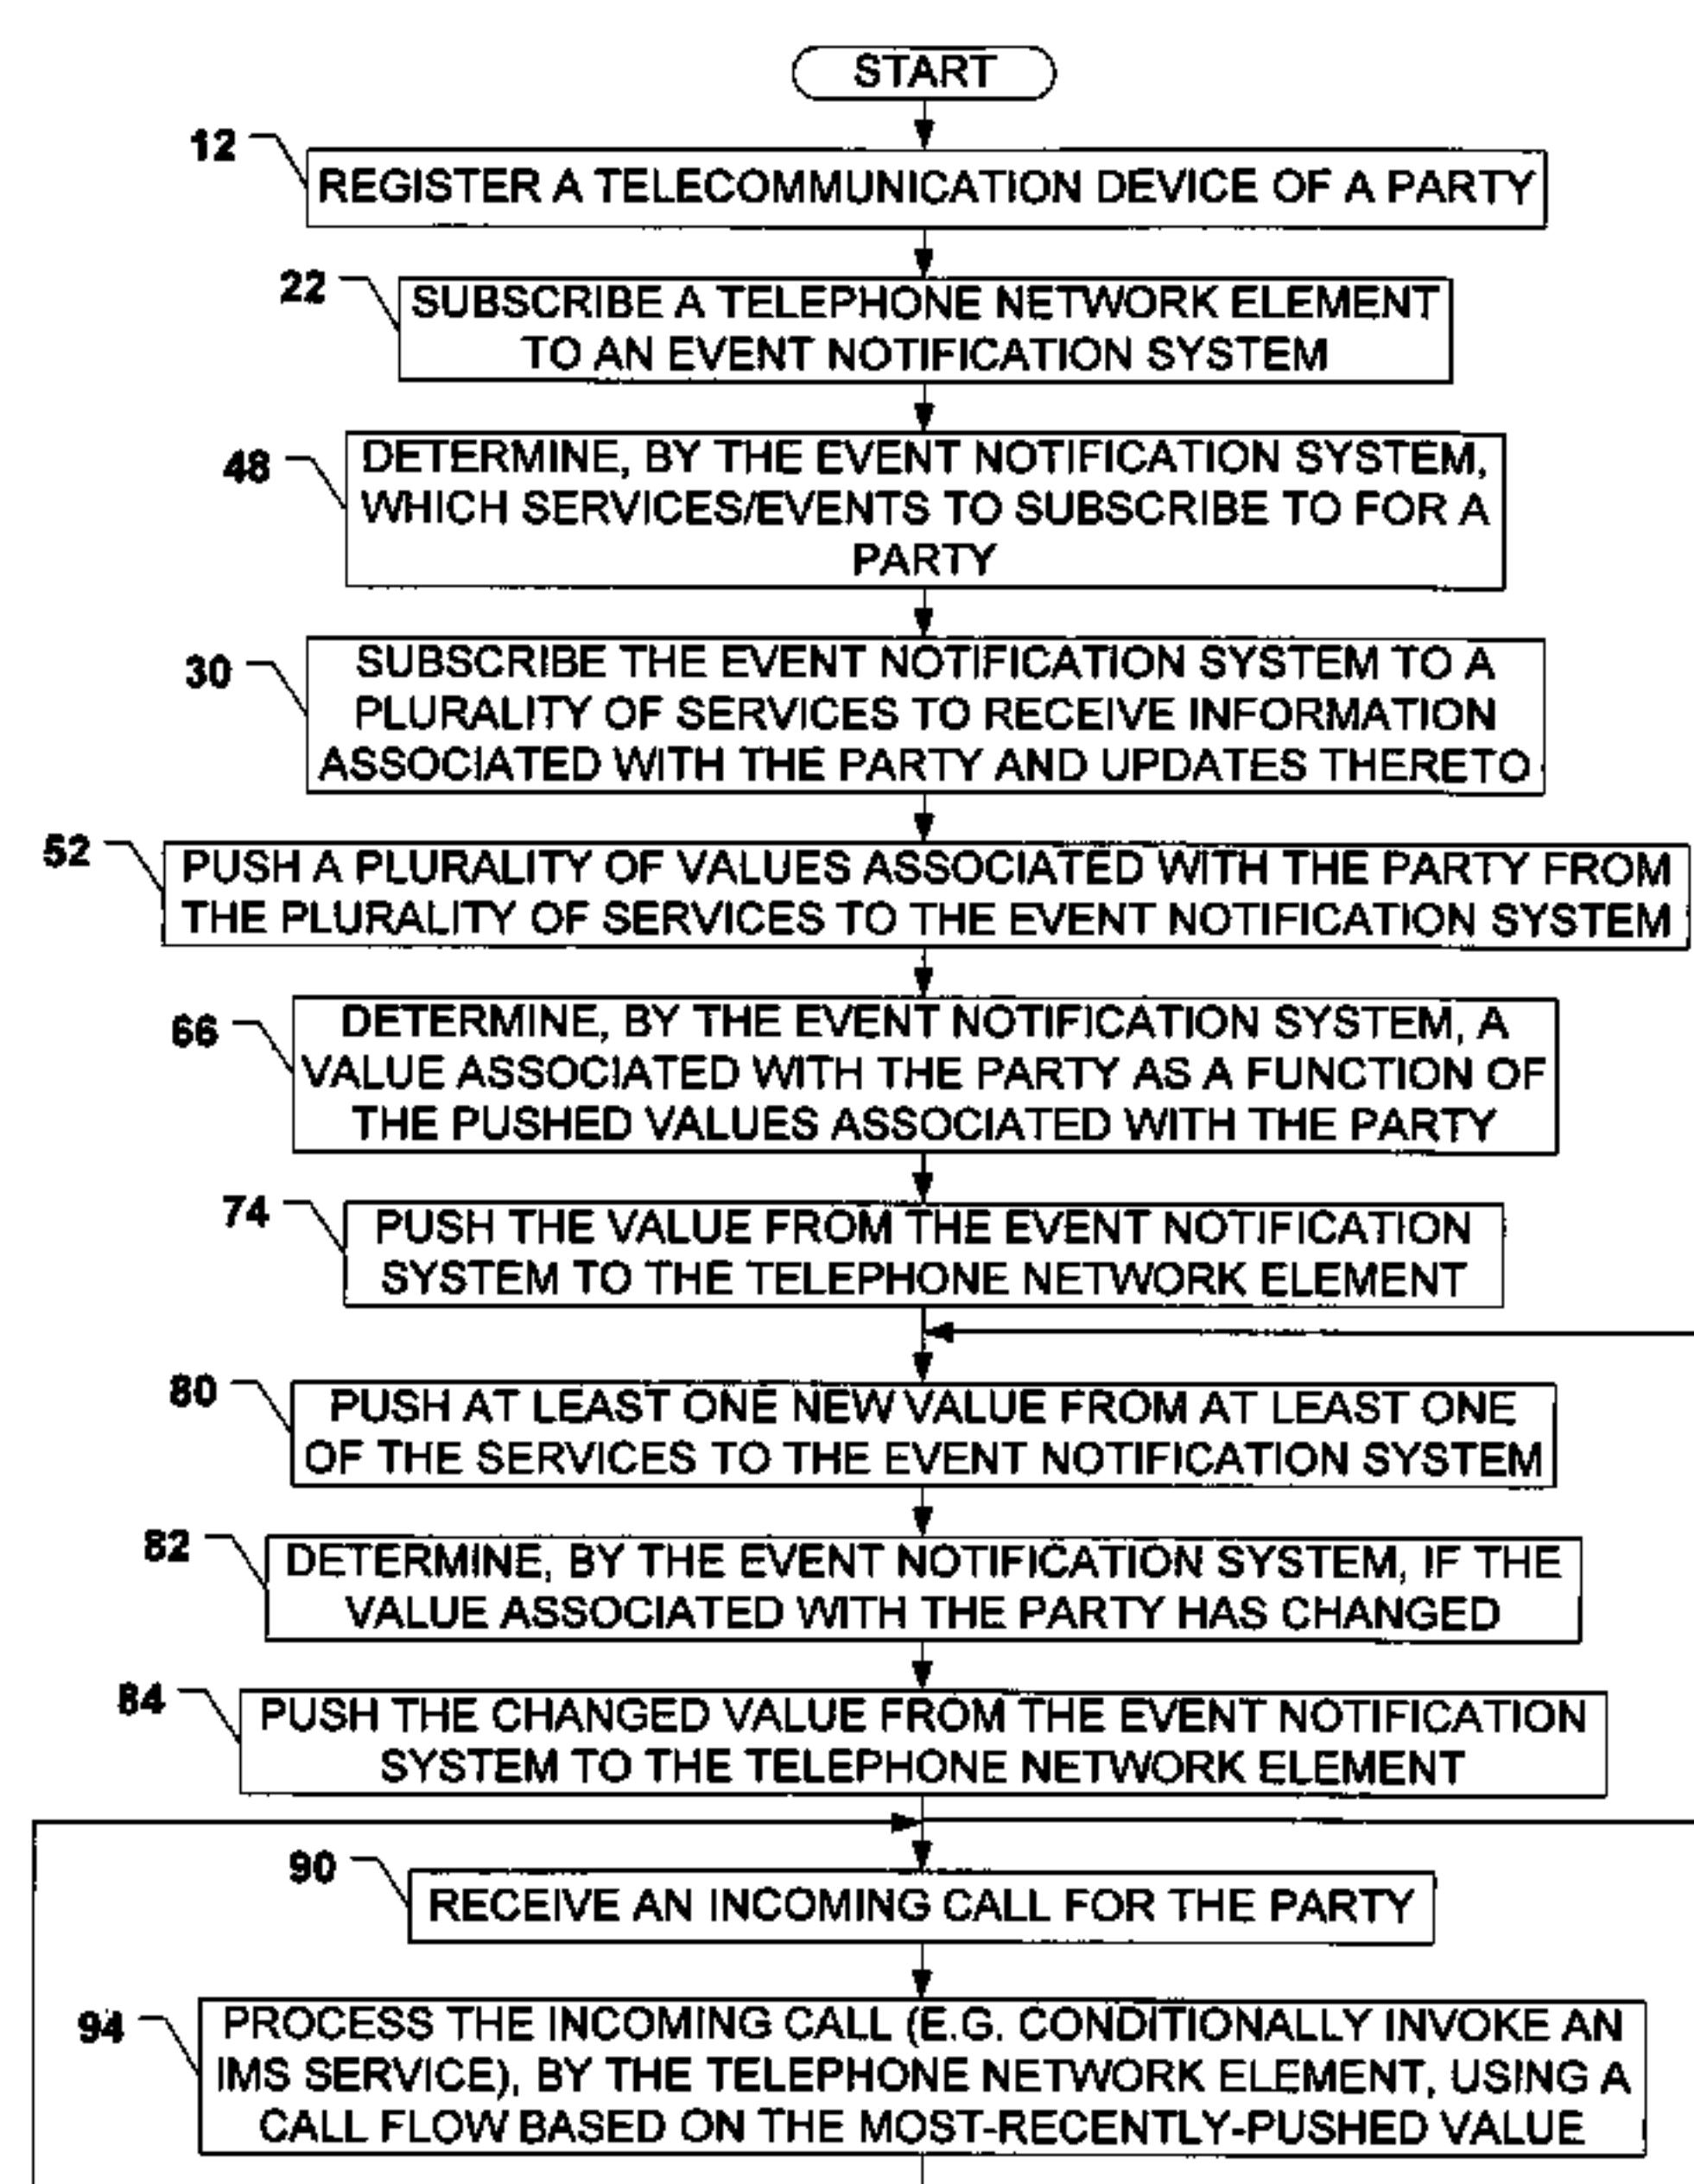 START
12
REGISTER A TELECOMMUNICATION DEVICE OF A PARTY
22
SUBSCRIBE A TELEPHONE NETWORK ELEMENT
TO AN EVENT NOTIFICATION SYSTEM
48
DETERMINE, BY THE EVENT NOTIFICATION SYSTEM,
WHICH SERVICES/EVENTS TO SUBSCRIBE TO FOR A
PARTY
30
SUBSCRIBE THE EVENT NOTIFICATION SYSTEM TO A
PLURALITY OF SERVICES TO RECEIVE INFORMATION
ASSOCIATED WITH THE PARTY AND UPDATES THERETO
52
PUSH A PLURALITY OF VALUES ASSOCIATED WITH THE PARTY FROM
THE PLURALITY OF SERVICES TO THE EVENT NOTIFICATION SYSTEM
66
DETERMINE, BY THE EVENT NOTIFICATION SYSTEM, A
VALUE ASSOCIATED WITH THE PARTY AS A FUNCTION OF
THE PUSHED VALUES ASSOCIATED WITH THE PARTY
74
PUSH THE VALUE FROM THE EVENT NOTIFICATION
SYSTEM TO THE TELEPHONE NETWORK ELEMENT
80
PUSH AT LEAST ONE NEW VALUE FROM AT LEAST ONE
OF THE SERVICES TO THE EVENT NOTIFICATION SYSTEM
82
DETERMINE, BY THE EVENT NOTIFICATION SYSTEM, IF THE
VALUE ASSOCIATED WITH THE PARTY HAS CHANGED
84
PUSH THE CHANGED VALUE FROM THE EVENT NOTIFICATION
SYSTEM TO THE TELEPHONE NETWORK ELEMENT
90
RECEIVE AN INCOMING CALL FOR THE PARTY
94
PROCESS THE INCOMING CALL (E.G. CONDITIONALLY INVOKE AN
IMS SERVICE), BY THE TELEPHONE NETWORK ELEMENT, USING A
CALL FLOW BASED ON THE MOST-RECENTLY-PUSHED VALUE